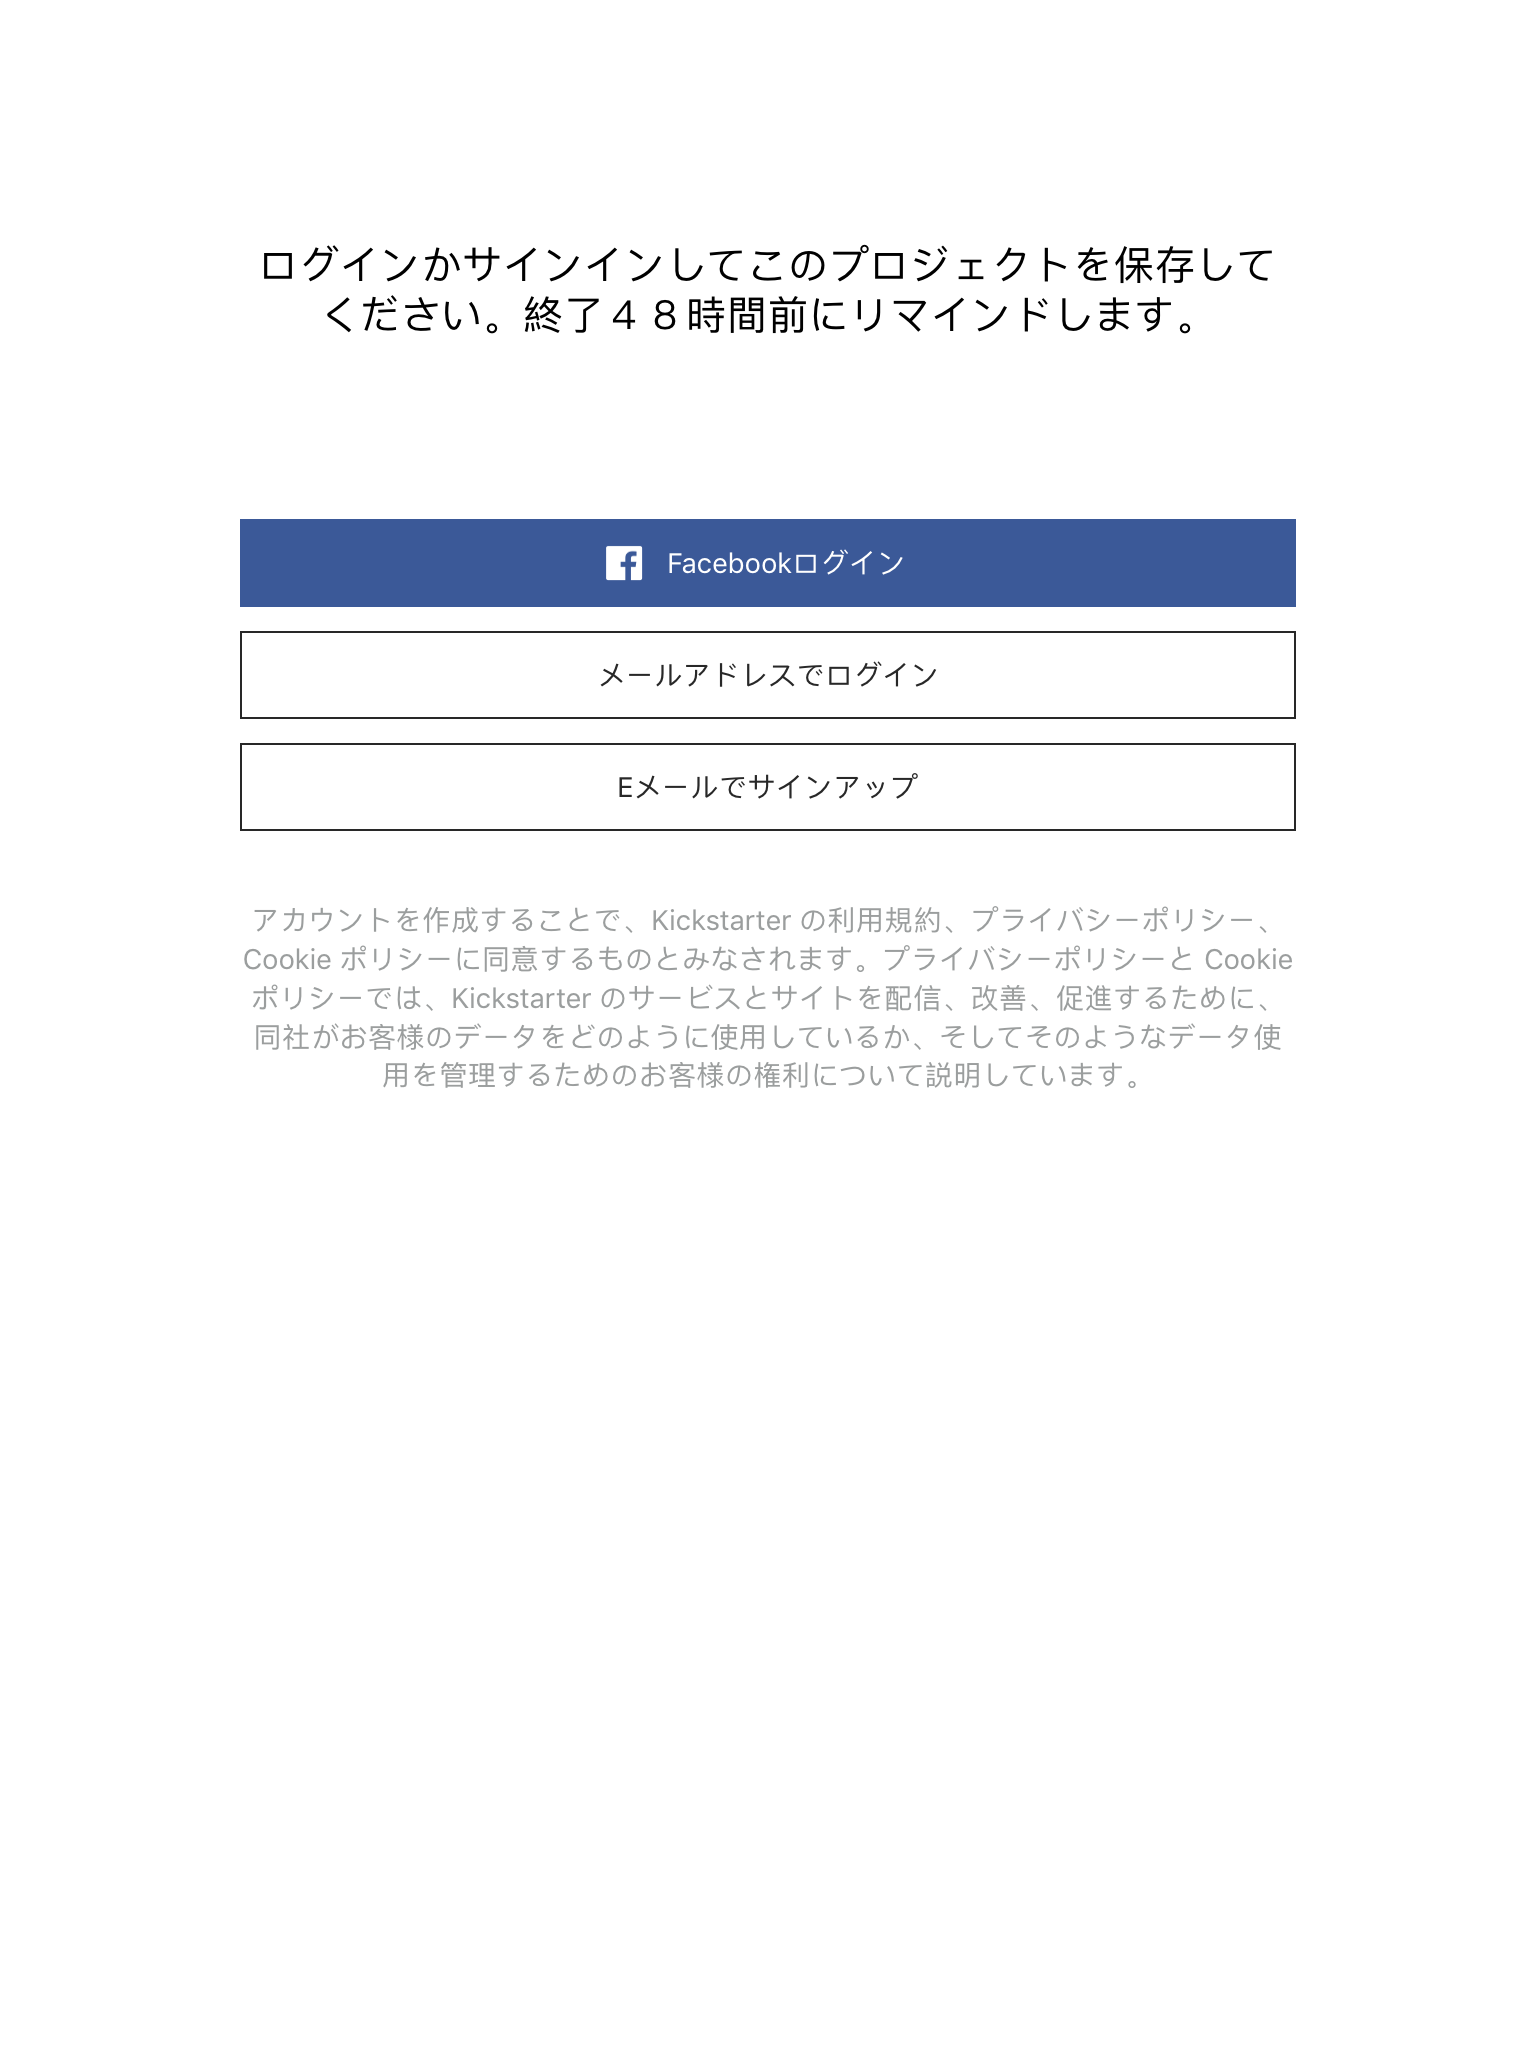 ログインかサインインしてこのプロジェクトを保存して
ください。終了４８時間前にリマインドします。
Facebookログイン
メールアドレスでログイン
Eメールでサインアップ
アカウントを作成することで、Kickstarter の利用規約、プライバシーポリシー、
Cookie ポリシーに同意するものとみなされます。プライバシーポリシーと Cookie
ポリシーでは、Kickstarter のサービスとサイトを配信、改善、促進するために、
同社がお客様のデータをどのように使用しているか、そしてそのようなデータ使
用を管理するためのお客様の権利について説明しています。